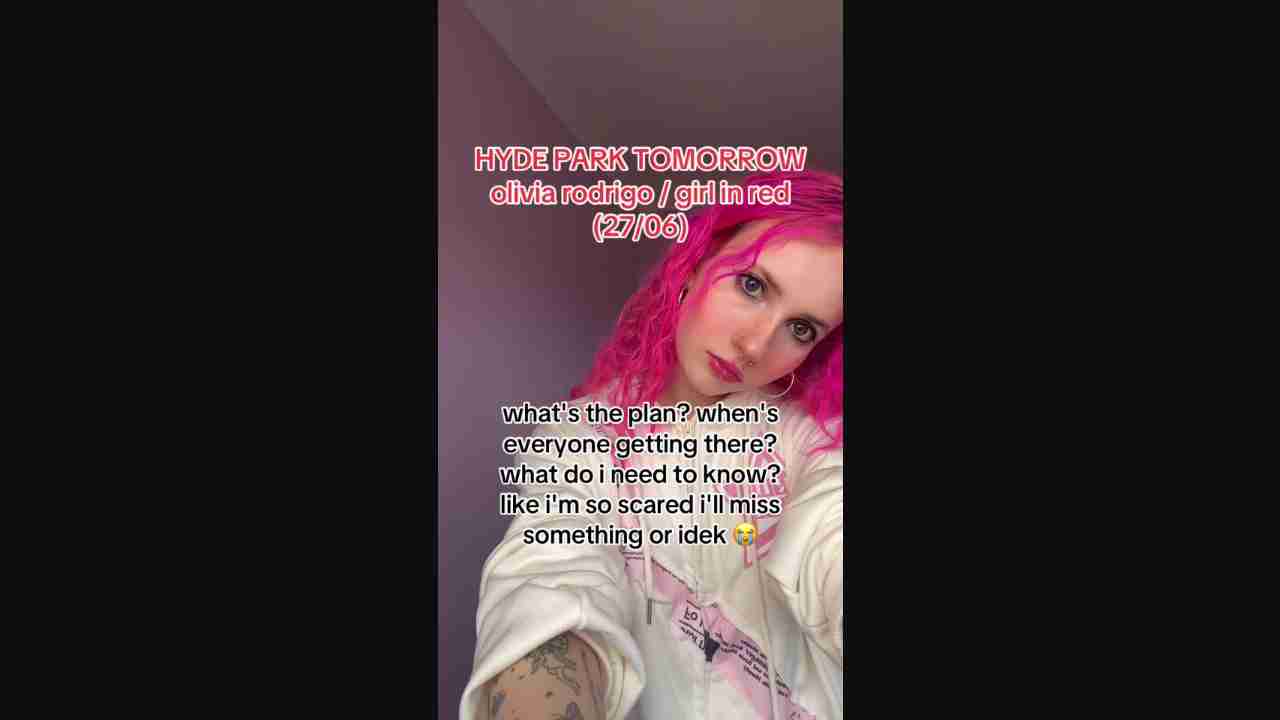 HYDE PARK TOMORROW
olivia rodrigo / girl in red
(27/06)
what's the plan? when's
everyone getting there?
what do i need to know?
like i'm so scared i'll miss
something or idek 😭